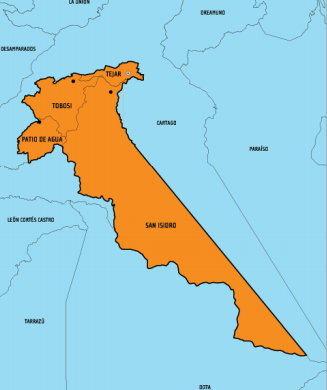 LA UNIÓN
OREAMUNO
DESAMPARADOS
TEJAR
TOBOSI
CARTAGO
PATIO DE AGUA
PARAÍSO
LEÓN CORTÉS CASTRO
SAN ISIDRO
TARRAZÚ
DOTA